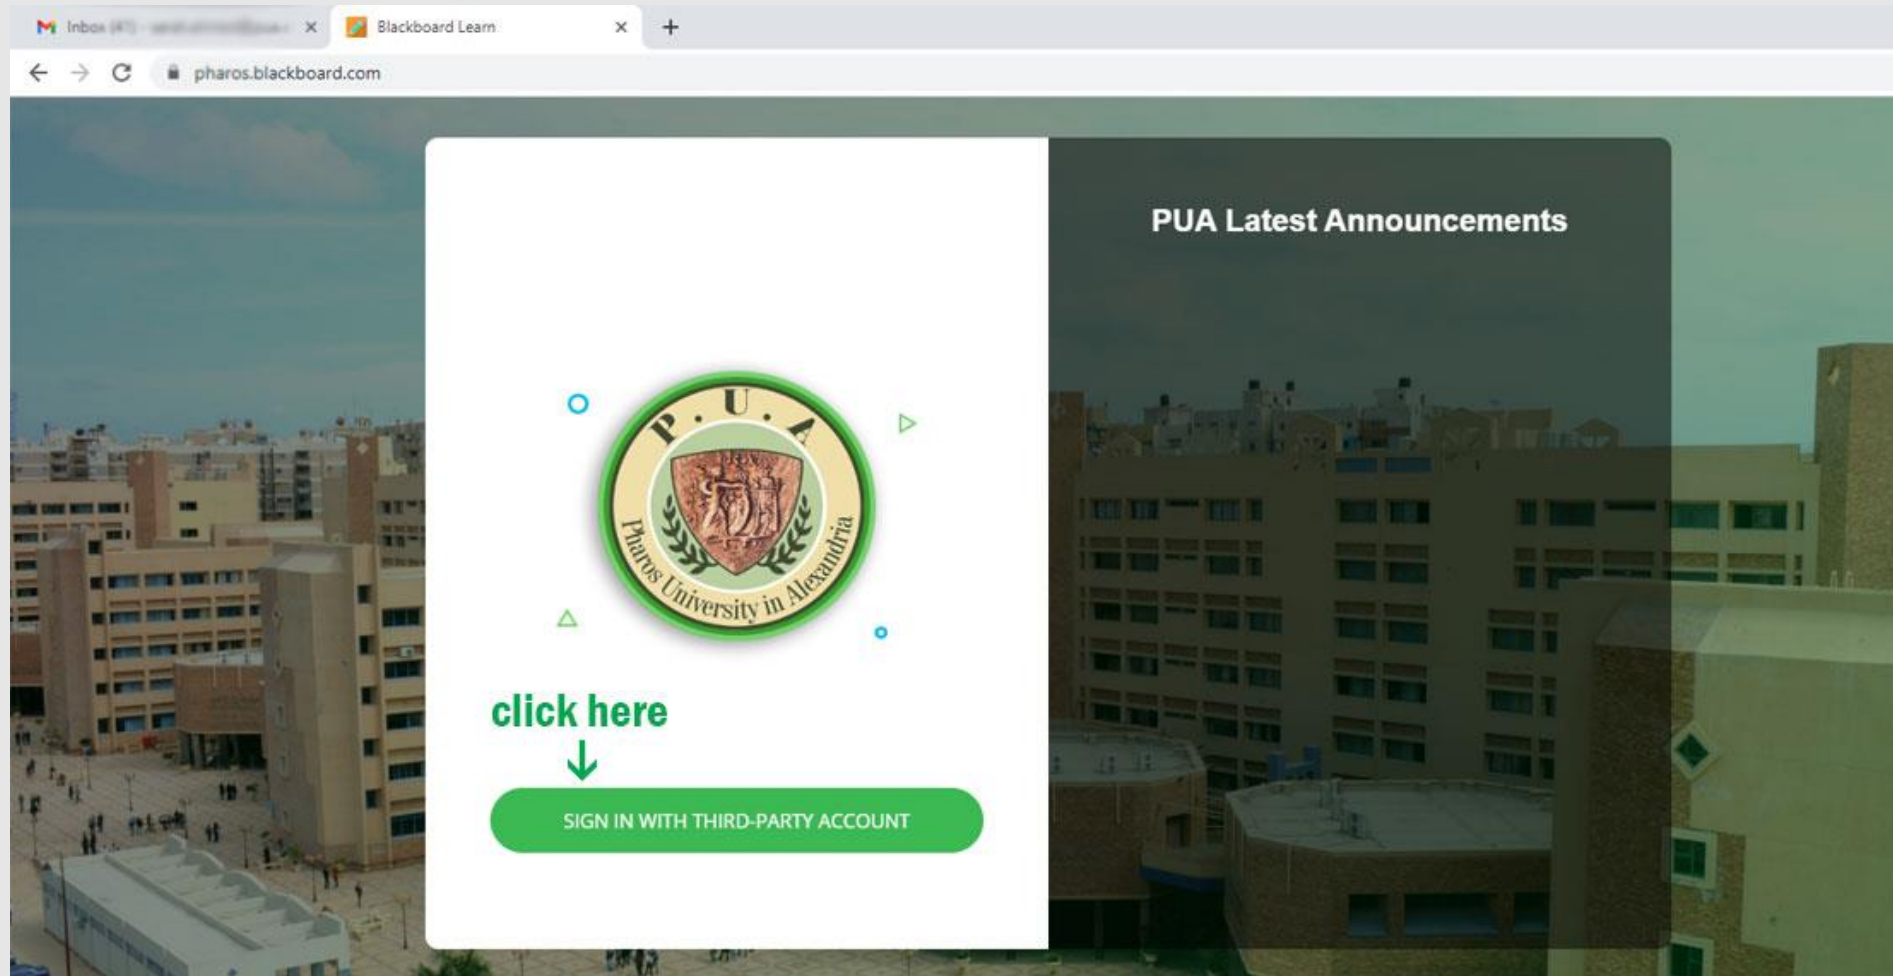 Inbox (41)
Blackboard Learn
pharos.blackboard.com
PUA Latest Announcements
P.U.A
Pharos University in Alexandria
click here
SIGN IN WITH THIRD-PARTY ACCOUNT